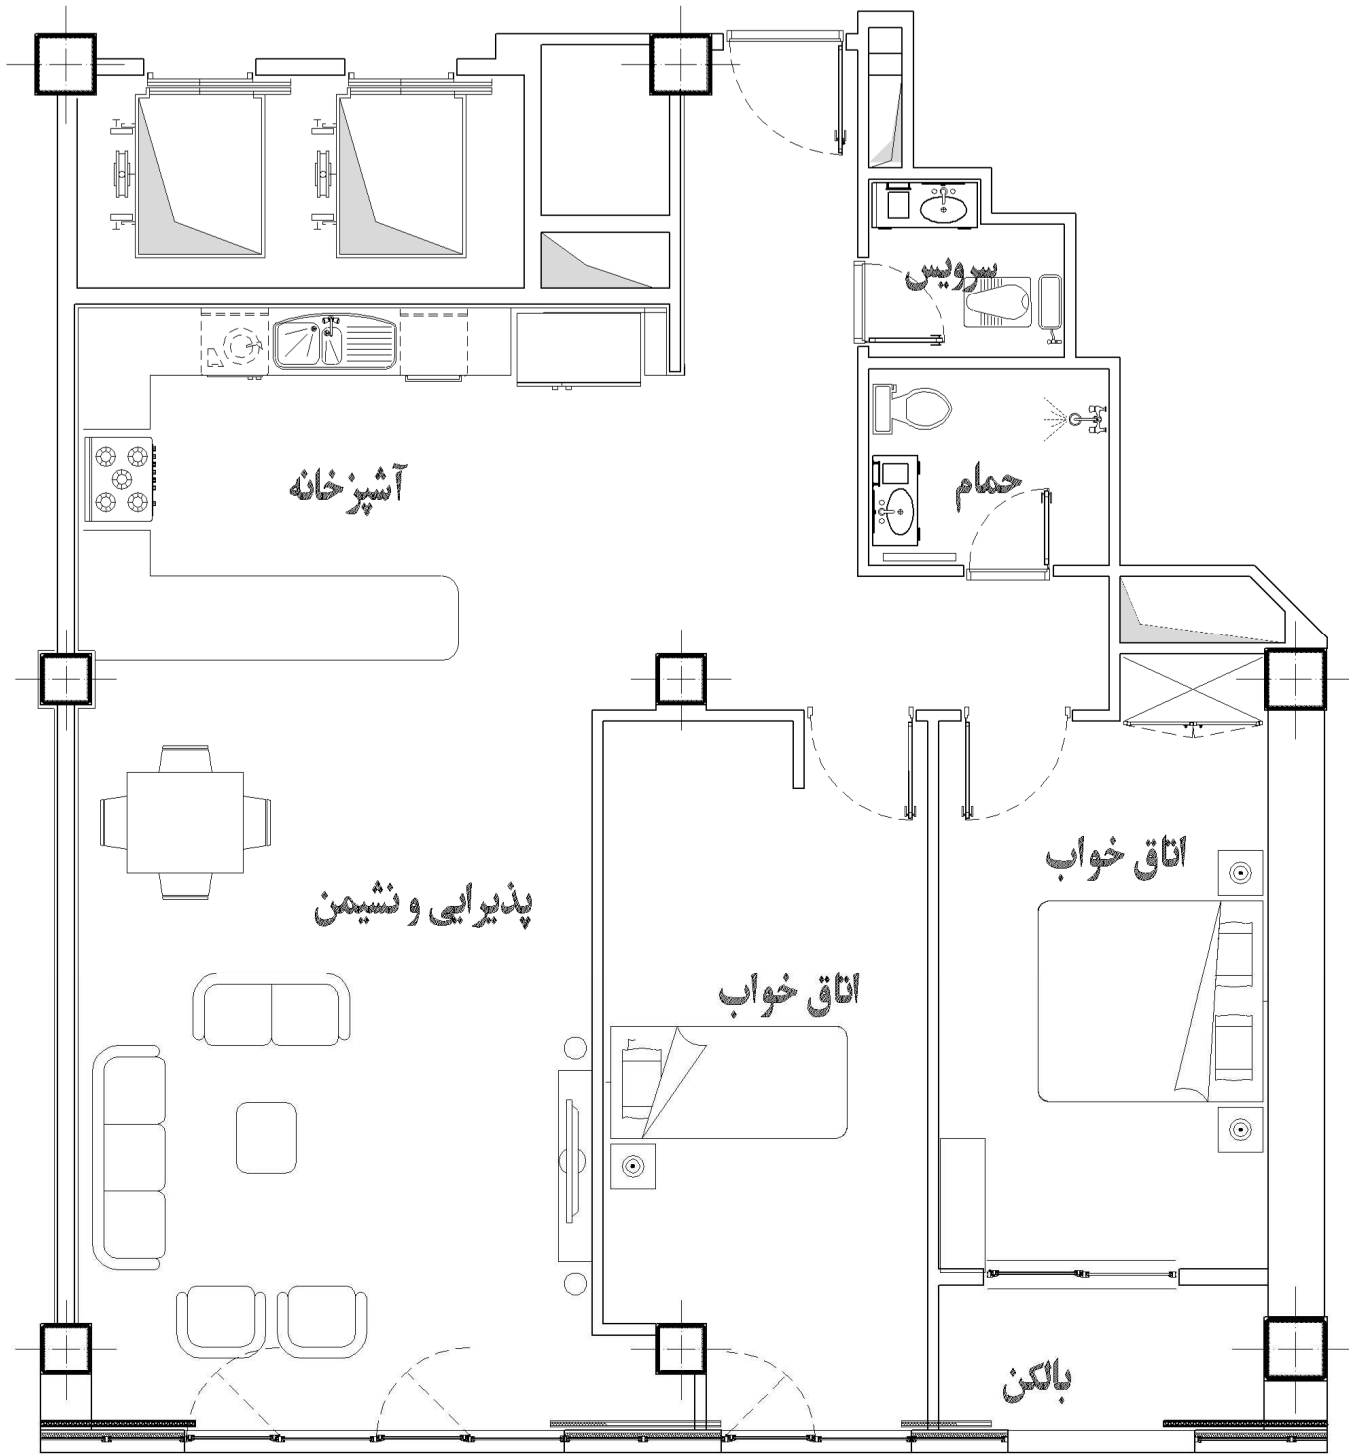 سرویس
حمام
آشپزخانه
اتاق خواب
پذیرایی و نشیمن
اتاق خواب
بالکن